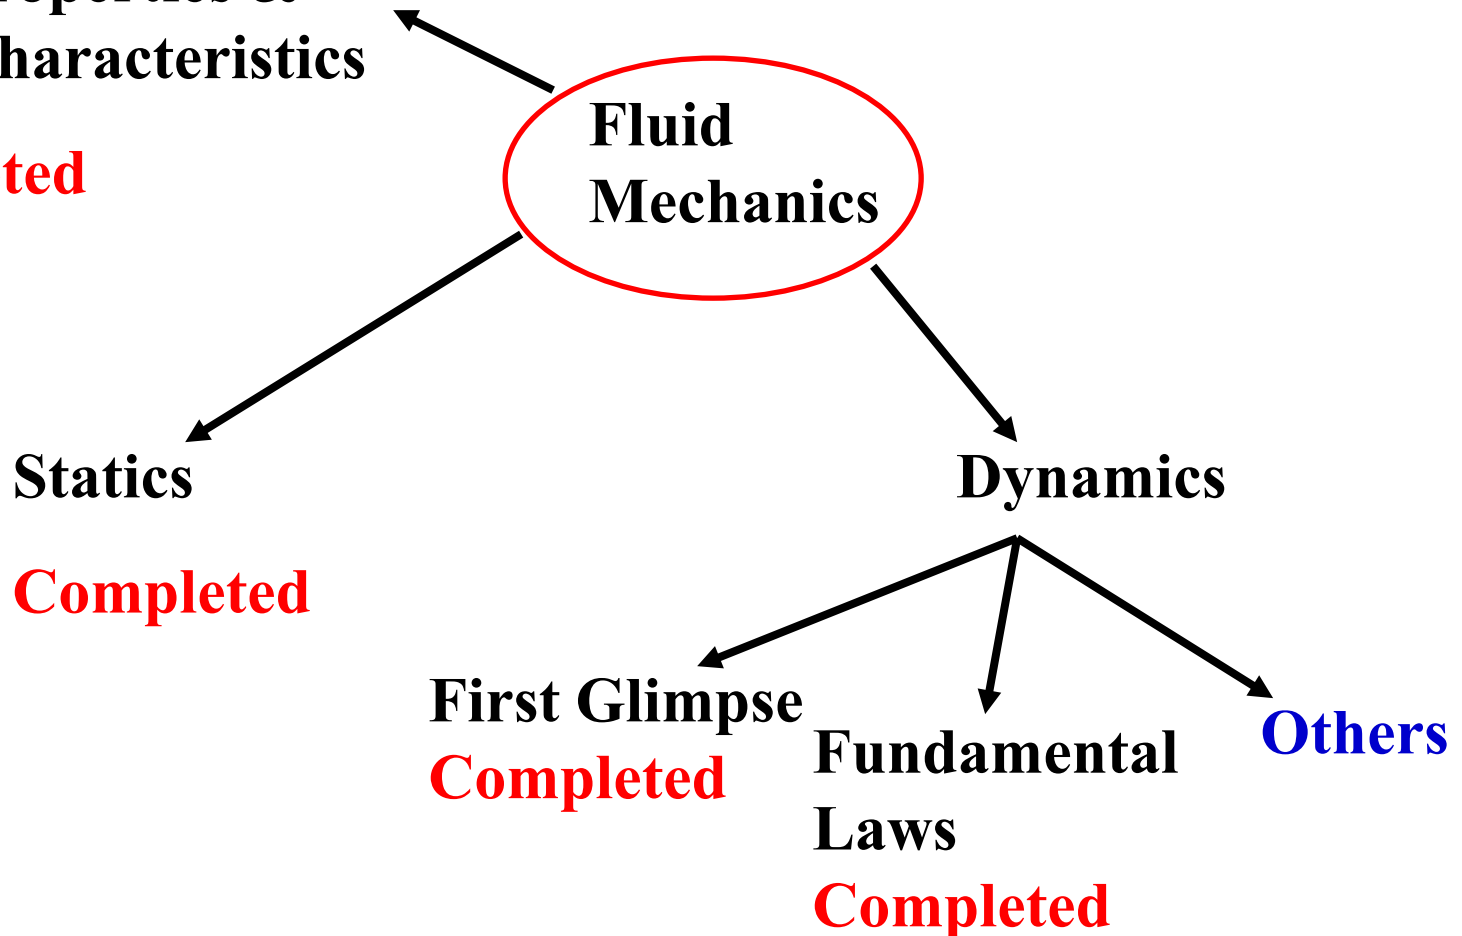 haracteristics
ted
Fluid
Mechanics
Statics
Completed
Dynamics
First Glimpse
Completed
Fundamental
Laws
Completed
Others